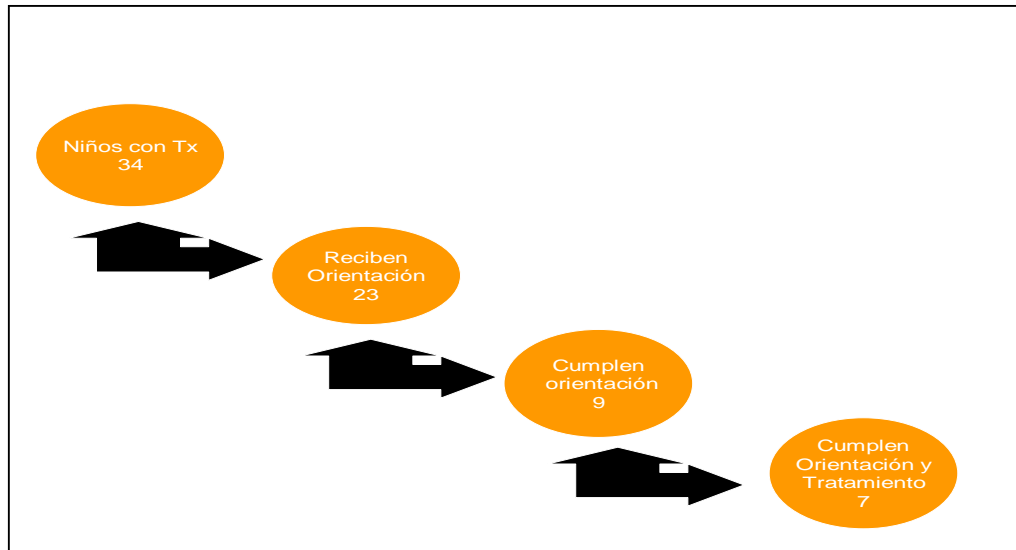 Niños con Tx
34
Reciben
Orientación
23
Cumplen
orientación
9
Cumplen
Orientación y
Tratamiento
7